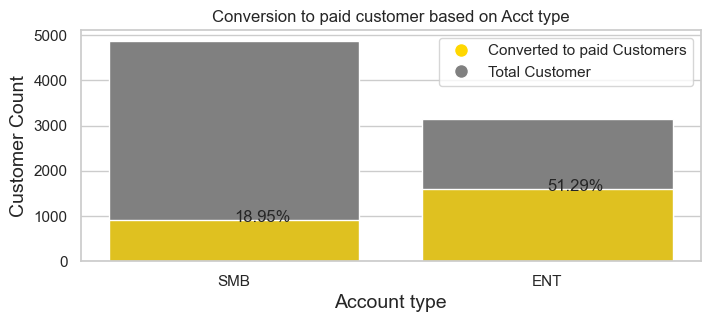 Conversion to paid customer based on Acct type
Customer Count
5000
4000
3000
2000
1000
0
Converted to paid Customers
Total Customer
18.95%
51.29%
SMB
ENT
Account type